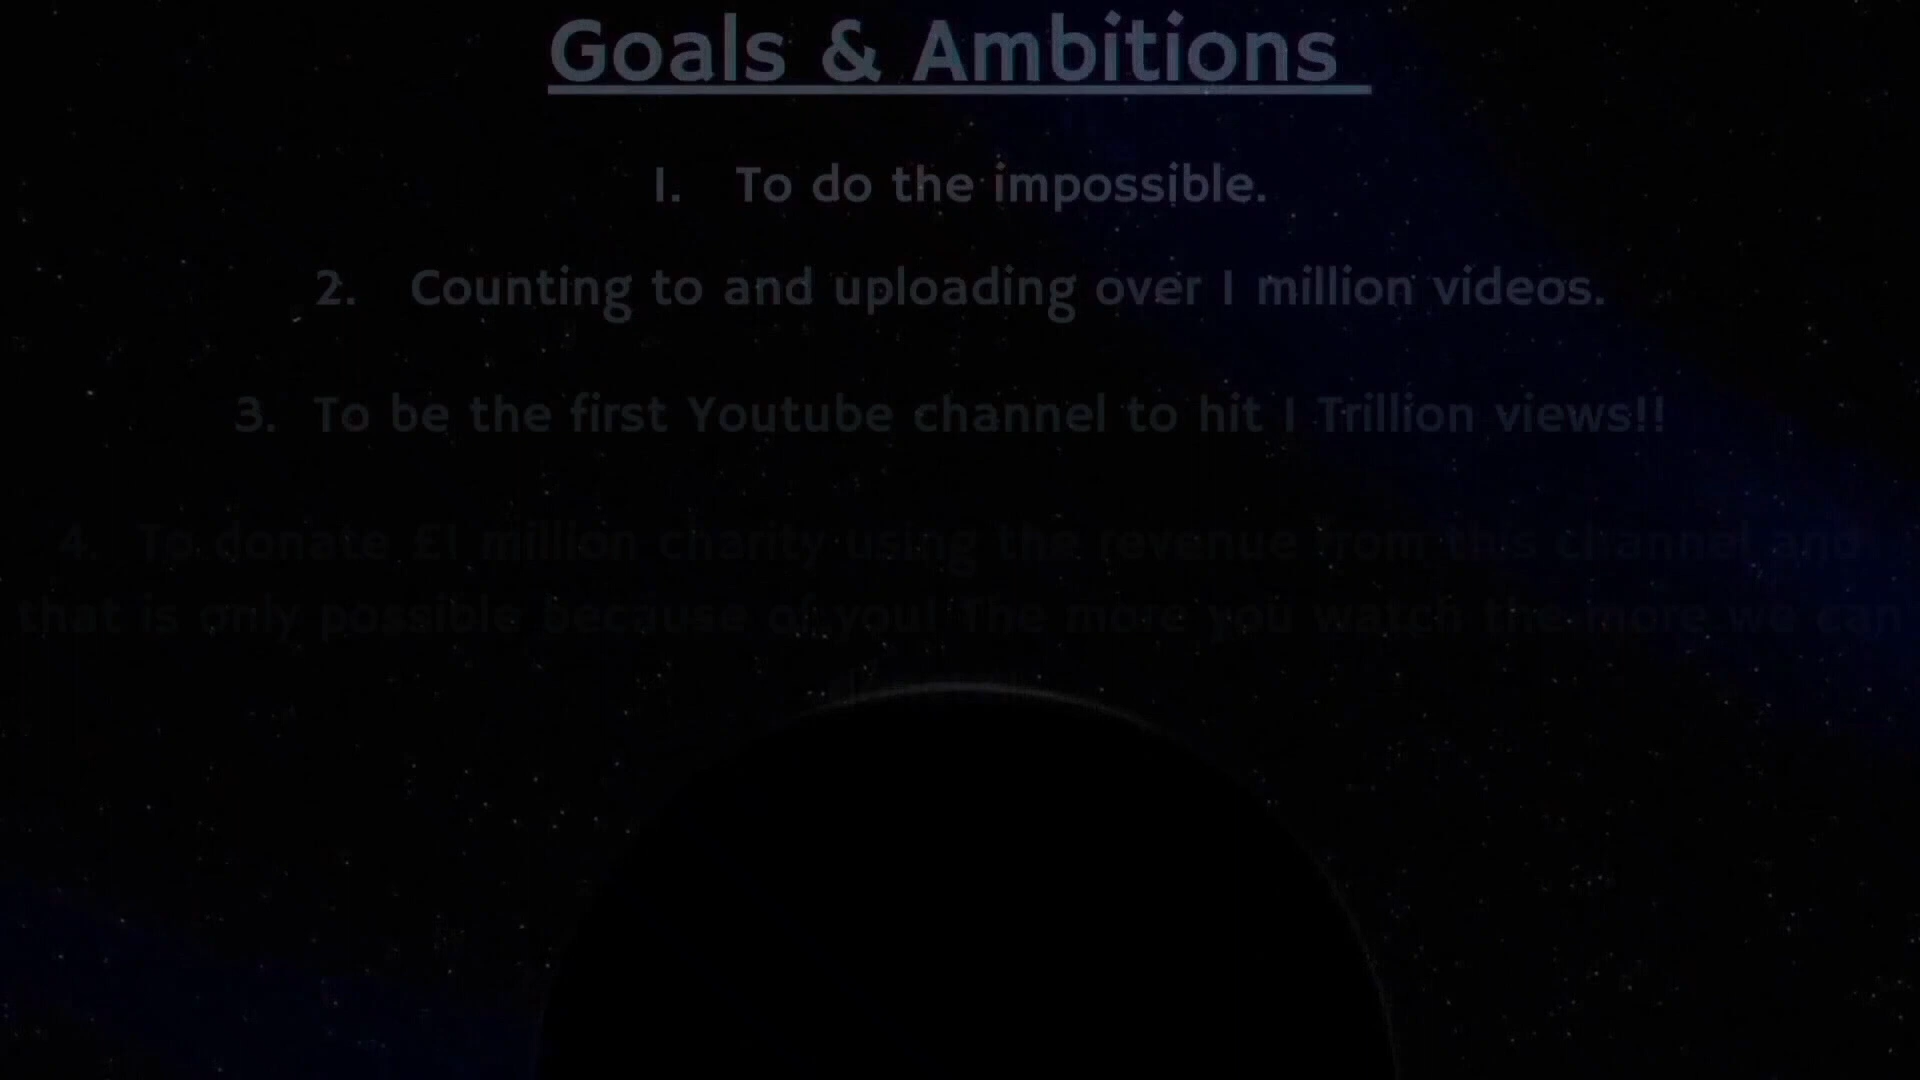 Goals & Ambitions
1. To do the impossible.
2. Counting to and uploading over 1 million videos.
3. To be the first Youtube channel to hit 1 Trillion views!!
4. To donate £1 million charity using the revenue from this channel and
that is only possible because of you! The more you watch the more we can